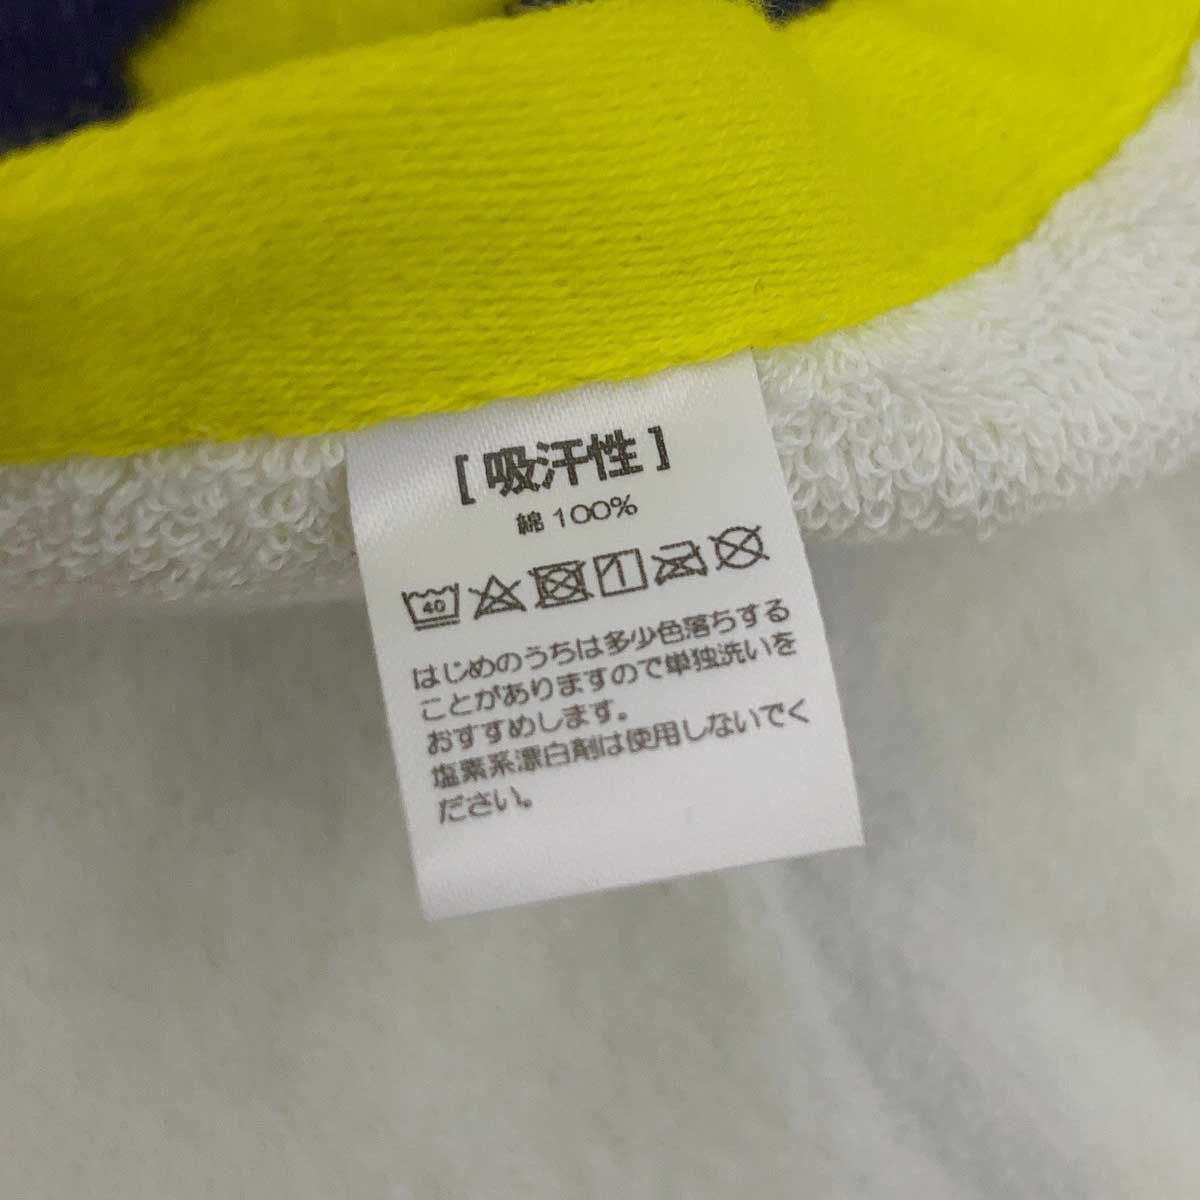 [ 吸汗性 ]
綿 100%
40
はじめのうちは多少色落ちする
ことがありますので単独洗いを
おすすめします。
塩素系漂白剤は使用しないでく
ださい。